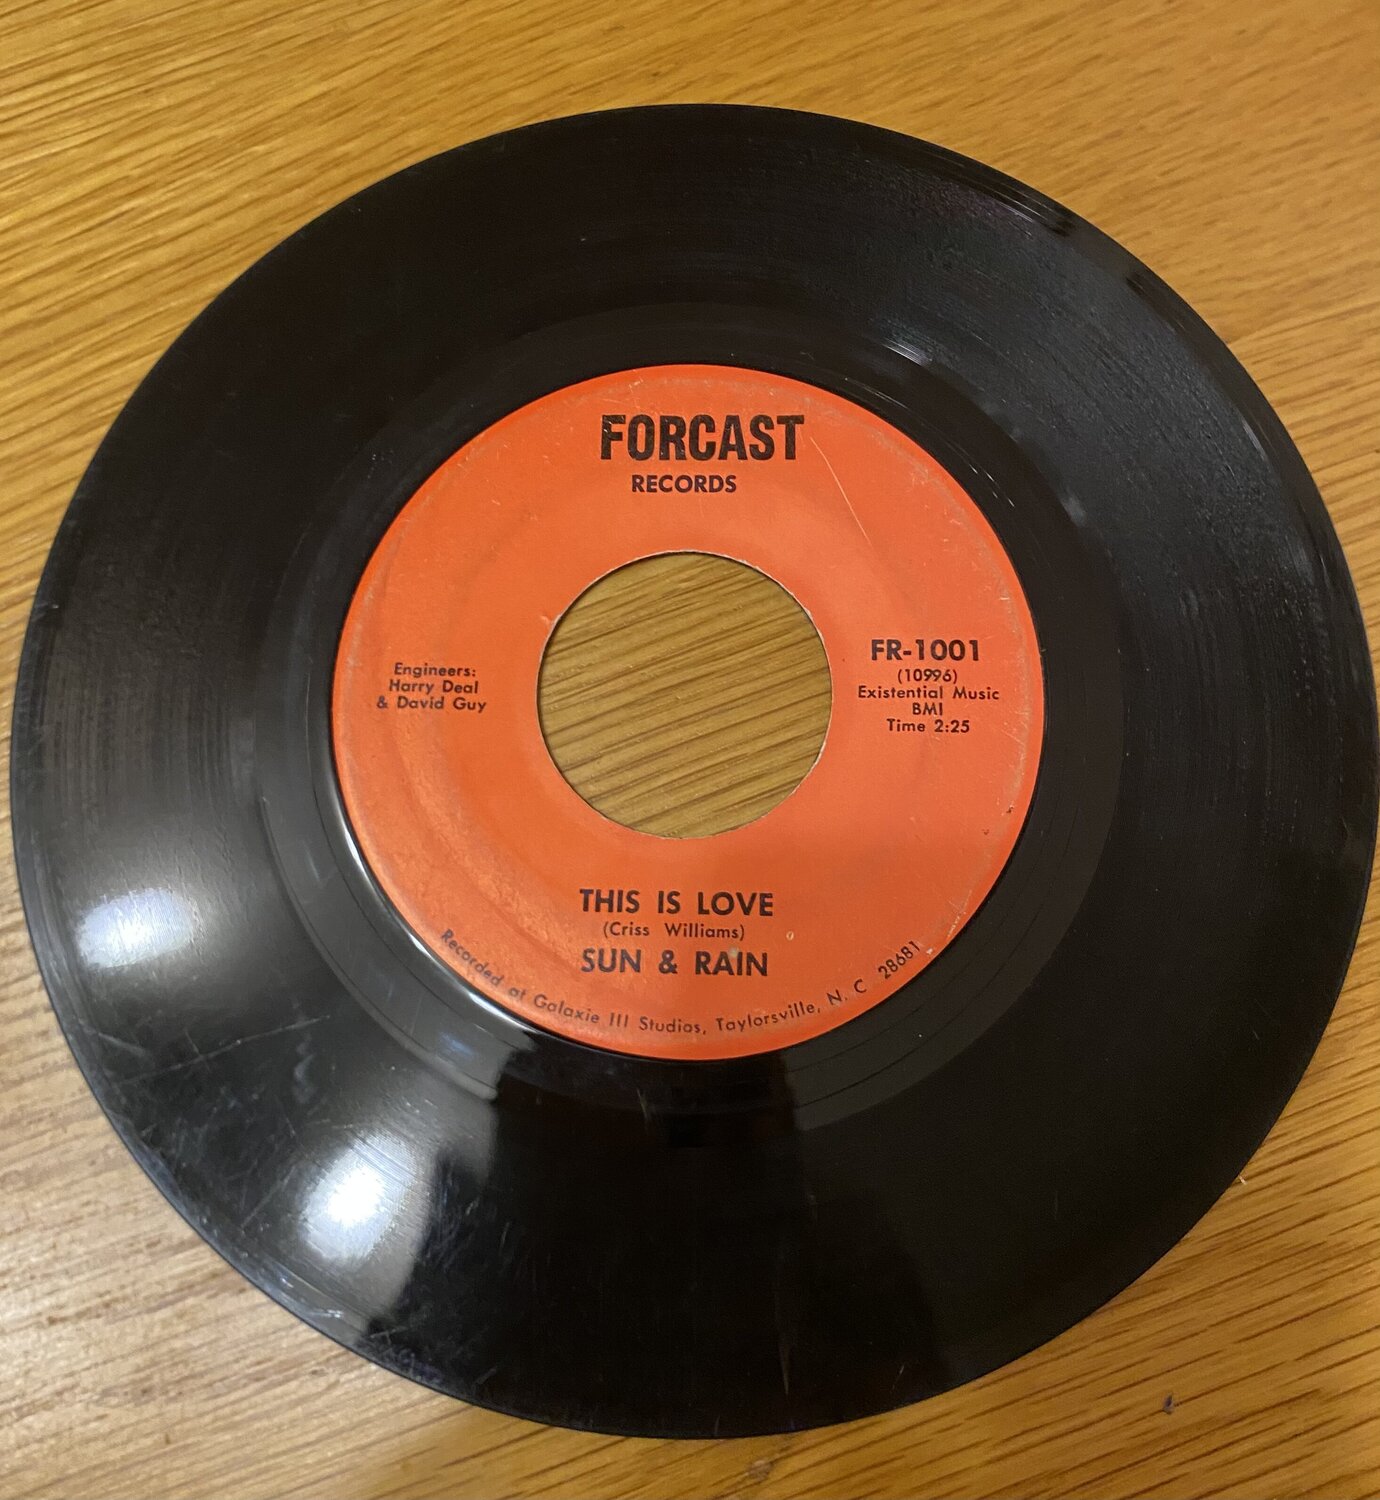 FORCAST
RECORDS
Engineers:
Harry Deal
& David Guy
FR-1001
(10996)
Existential Music
BMI
Time 2:25
THIS IS LOVE
(Criss Williams)
SUN & RAIN
Recorded at Galaxie III Studios, Taylorsville, N. C 28681